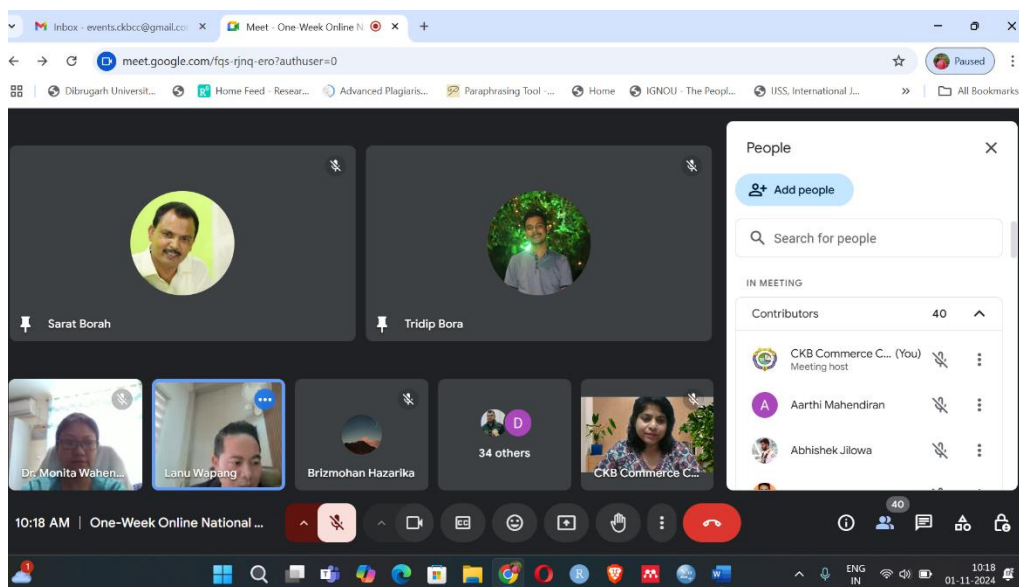 Inbox - events.ckbcc@gmail.co
Meet - One-Week Online N
meet.google.com/fqs-rjnq-ero?authuser=0
Paused
Dibrugarh Universit...
Home Feed - Resear...
Advanced Plagiaris...
Paraphrasing Tool -...
Home
IGNOU - The Peopl...
IJSS, International J...
All Bookmarks
Sarat Borah
Tridip Bora
Dr. Monita Wahen...
Lanu Wapang
Brizmohan Hazarika
D
34 others
CKB Commerce C...
People
Add people
Search for people
IN MEETING
Contributors 40
CKB Commerce C... (You)
Meeting host
A Aarthi Mahendiran
Abhishek Jilowa
10:18 AM | One-Week Online National ...
CC
40
1
R
W
ENG
IN
10:18
01-11-2024